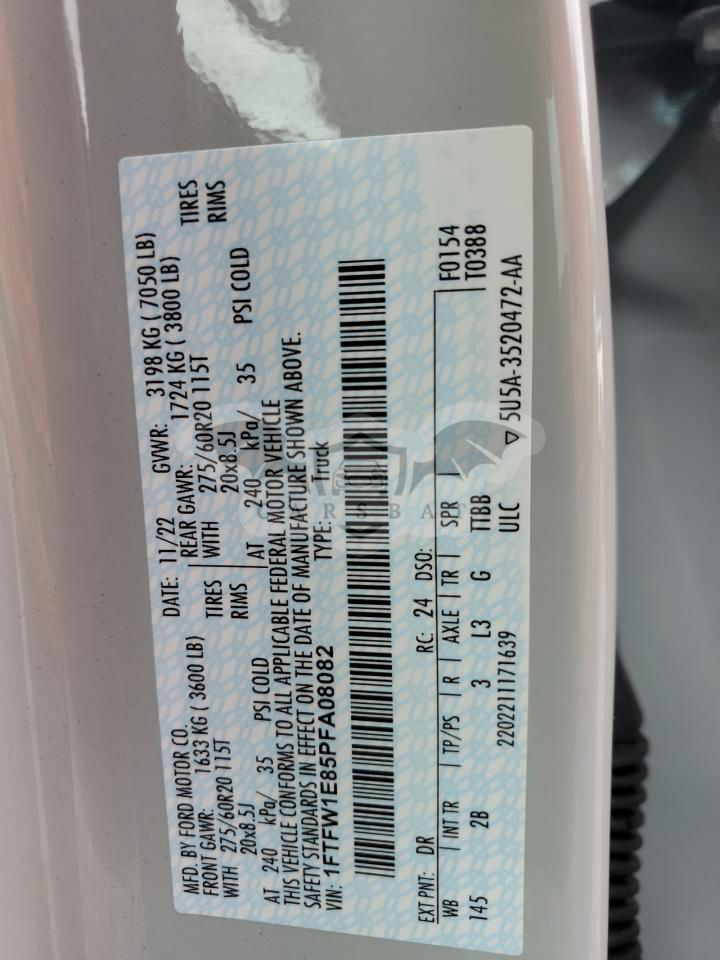 MFD. BY FORD MOTOR CO.
DATE: 11/22 GVWR: 3198 KG ( 7050 LB)
FRONT GAWR: 1633 KG ( 3600 LB)
REAR GAWR: 1724 KG ( 3800 LB)
WITH 275/60R20 115T TIRES
WITH 275/60R20 115T TIRES
20x8.5J RIMS
20x8.5J RIMS
AT 240 kPa/ 35 PSI COLD
AT 240 kPa/ 35 PSI COLD
THIS VEHICLE CONFORMS TO ALL APPLICABLE FEDERAL MOTOR VEHICLE
SAFETY STANDARDS IN EFFECT ON THE DATE OF MANUFACTURE SHOWN ABOVE.
VIN: 1FTFW1E85PFA08082 TYPE: Truck
CARSBAT
EXT PNT: DR RC: 24 DSO: F0154
WB INT TR TP/PS R AXLE TR SPR T0388
145 2B 3 L3 G TTBB
22022111171639 ULC 5U5A-3520472-AA